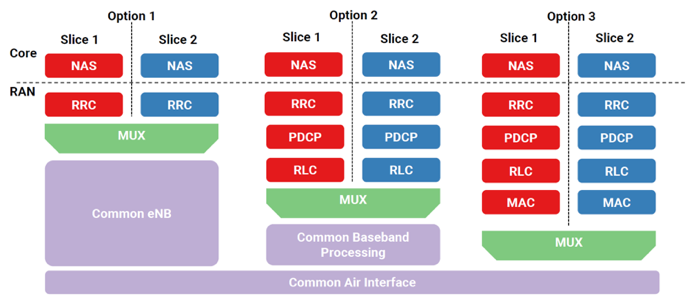 Option 1
Option 2
Option 3
Slice 1 Slice 2
Slice 1 Slice 2
Slice 1 Slice 2
Core
NAS NAS
NAS NAS
NAS NAS
RAN
RRC RRC
MUX
Common eNB
RRC RRC
PDCP PDCP
RLC RLC
MUX
Common Baseband
Processing
RRC RRC
PDCP PDCP
RLC RLC
MAC MAC
MUX
Common Air Interface